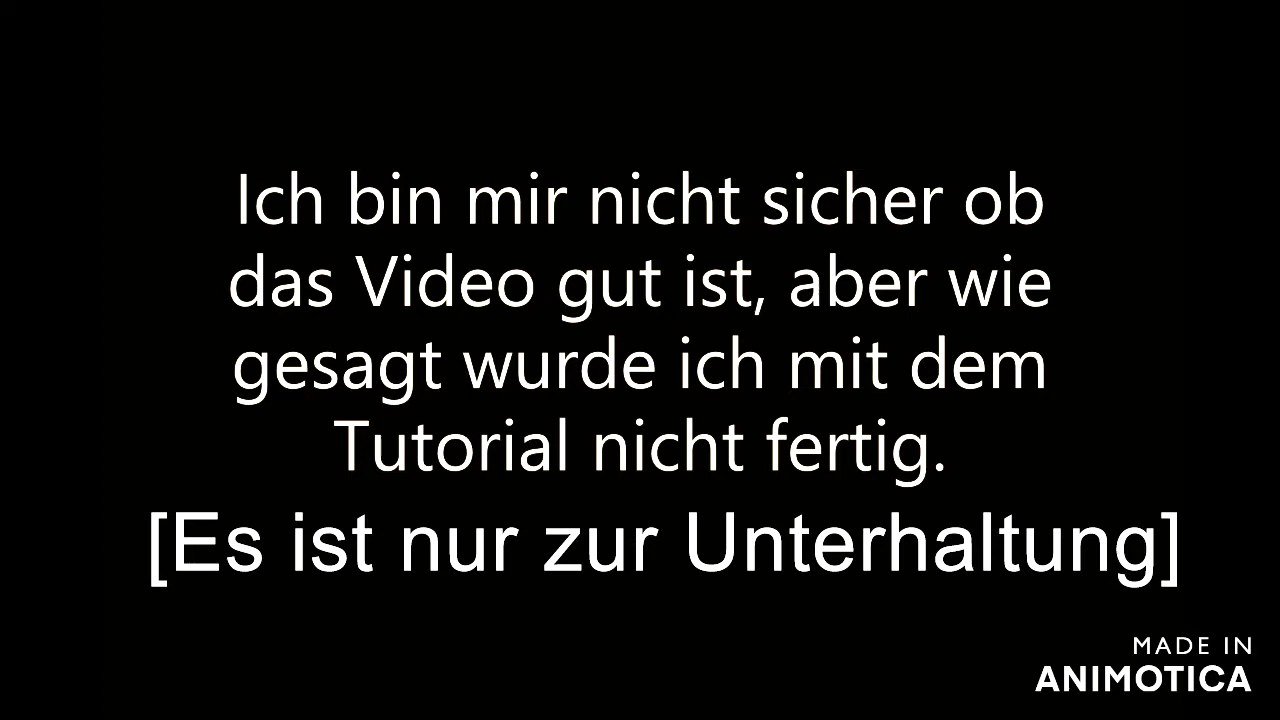 Ich bin mir nicht sicher ob
das Video gut ist, aber wie
gesagt wurde ich mit dem
Tutorial nicht fertig.
[Es ist nur zur Unterhaltung]
MADE IN
ANIMOTICA